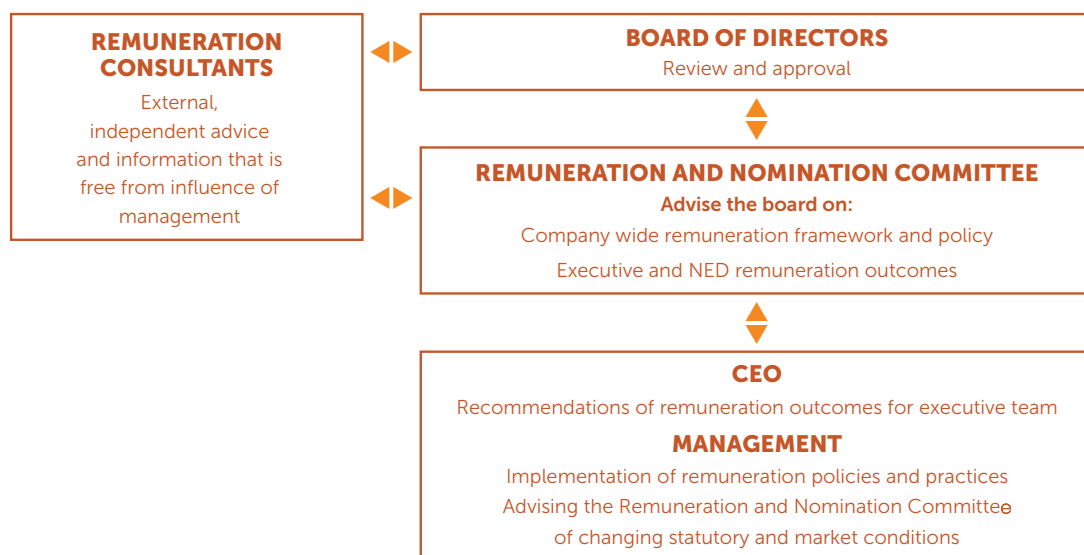 REMUNERATION
CONSULTANTS
External,
independent advice
and information that is
free from influence of
management
BOARD OF DIRECTORS
Review and approval
REMUNERATION AND NOMINATION COMMITTEE
Advise the board on:
Company wide remuneration framework and policy
Executive and NED remuneration outcomes
CEO
Recommendations of remuneration outcomes for executive team
MANAGEMENT
Implementation of remuneration policies and practices
Advising the Remuneration and Nomination Committee
of changing statutory and market conditions